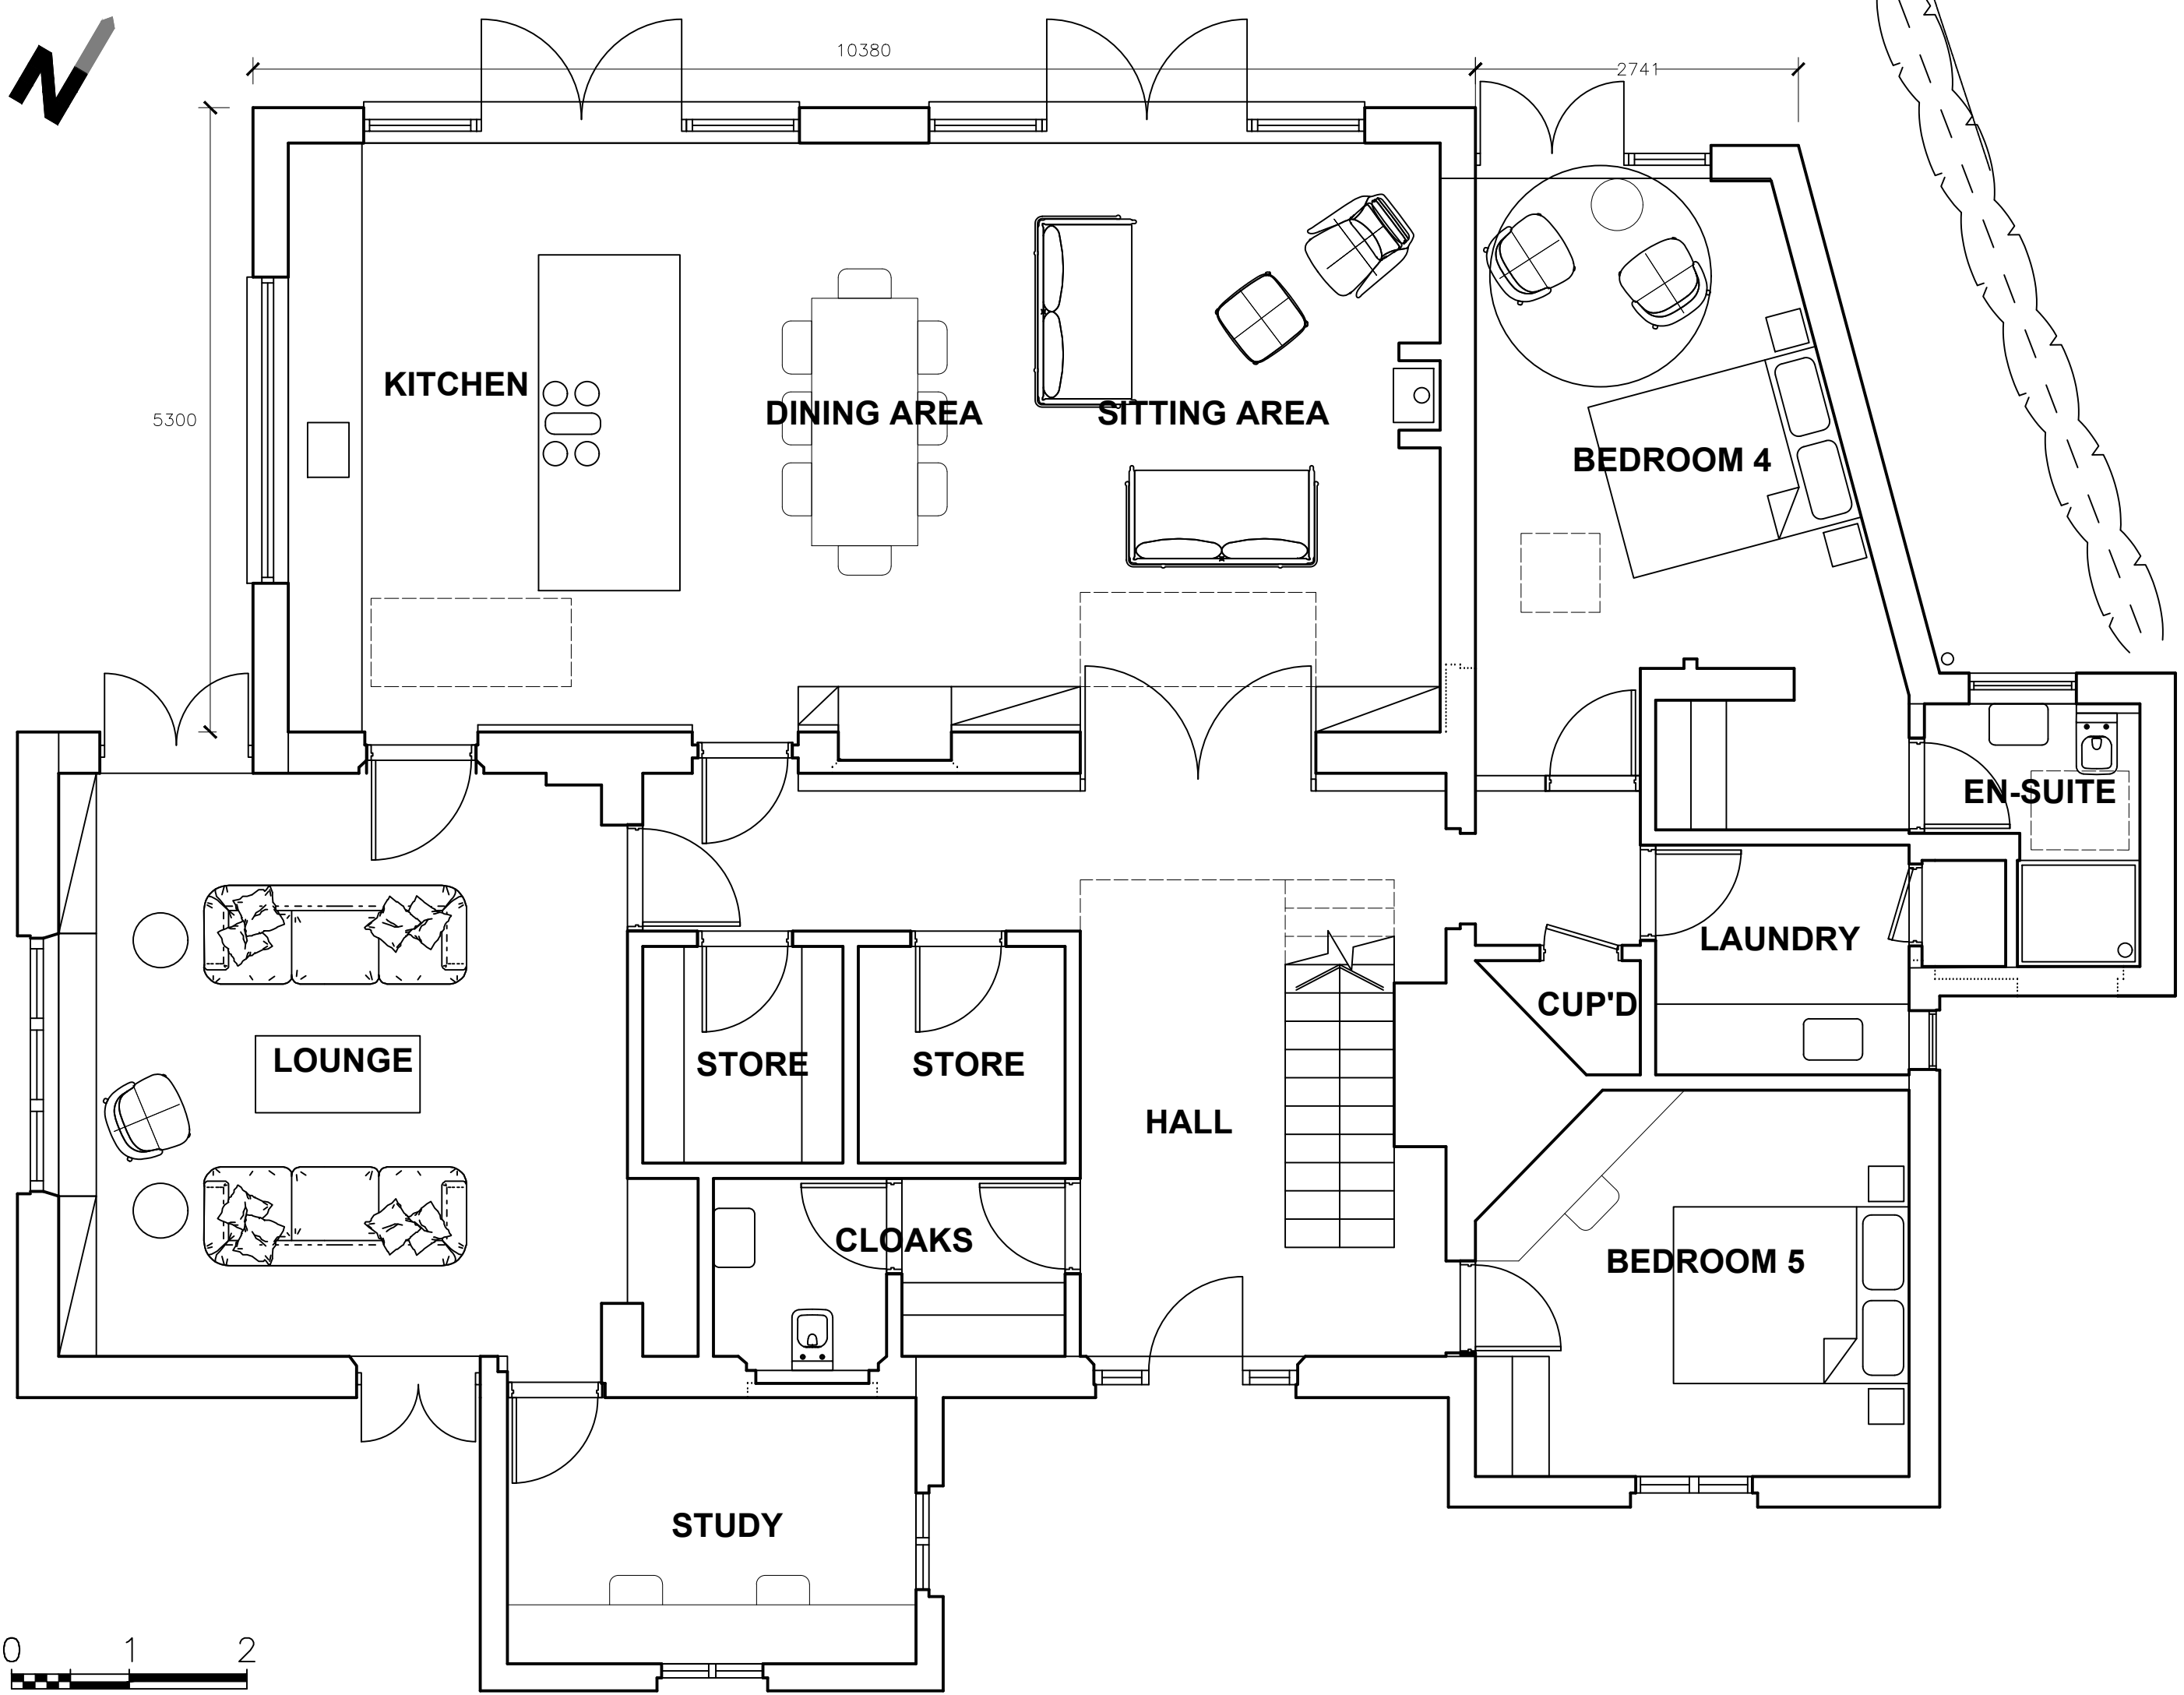 N
10380
2741
5300
KITCHEN
DINING AREA
SITTING AREA
BEDROOM 4
EN-SUITE
LAUNDRY
CUP'D
LOUNGE
STORE
STORE
HALL
CLOAKS
BEDROOM 5
STUDY
0 1 2